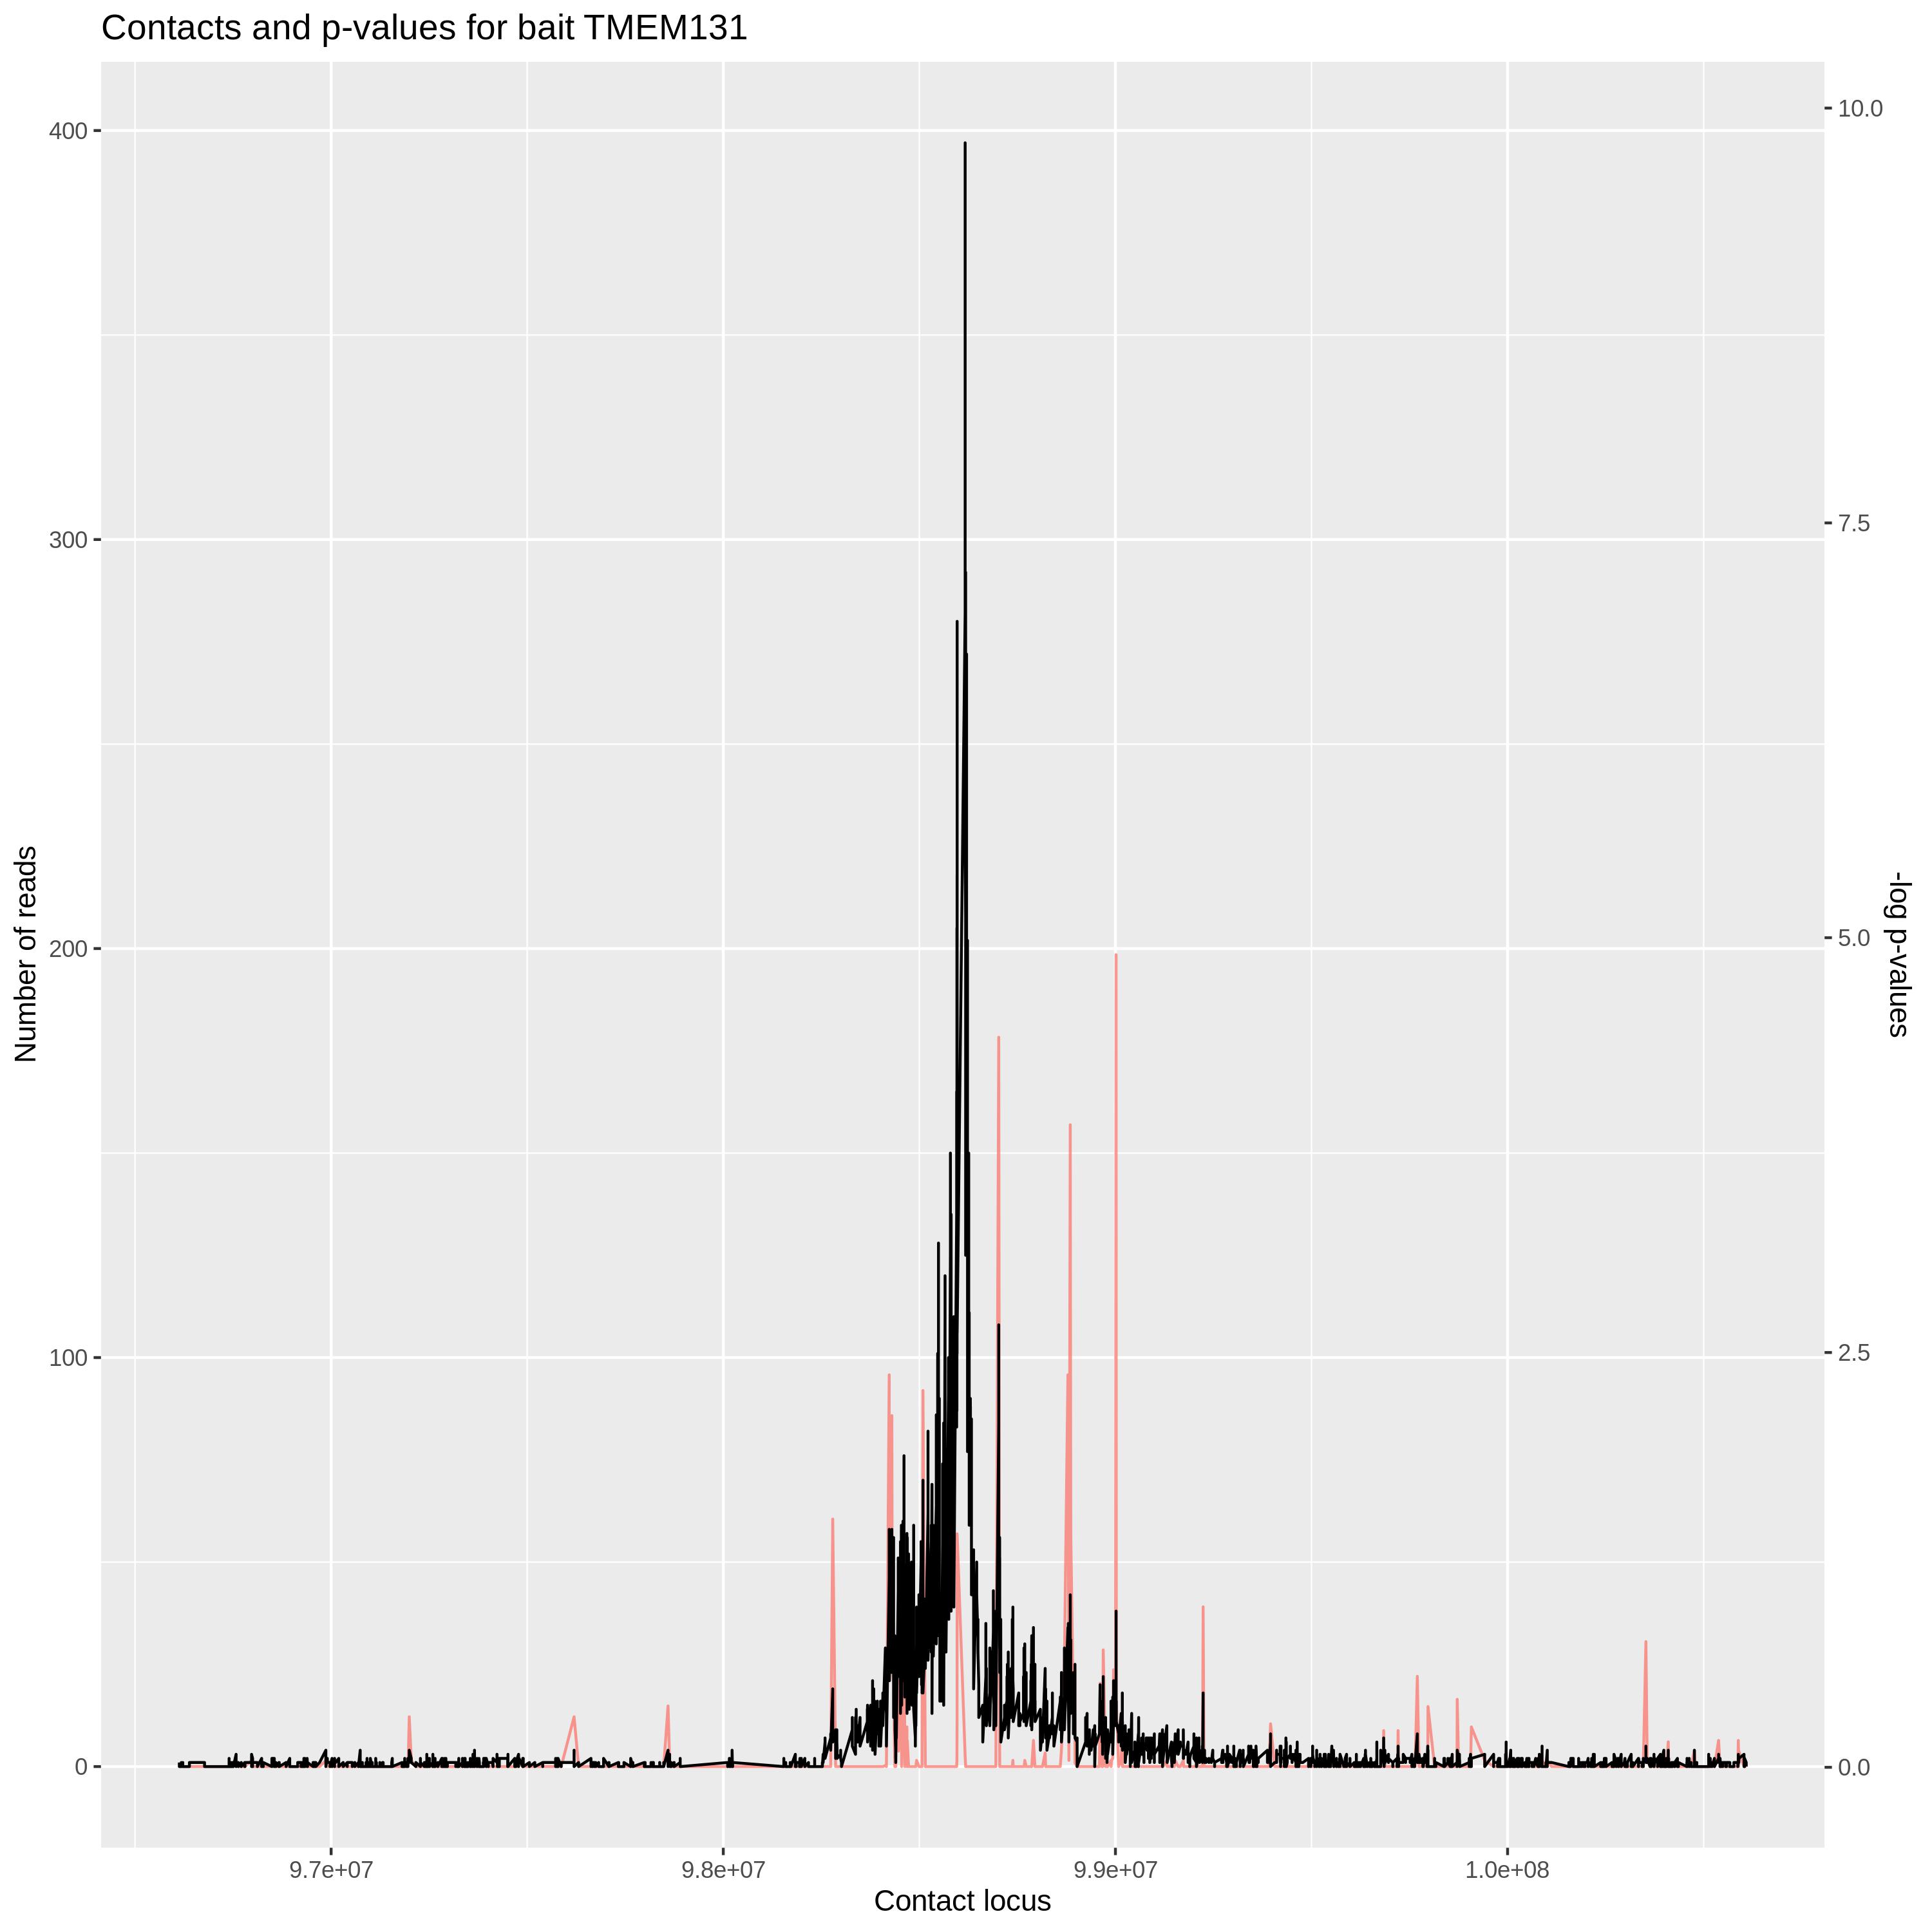 Contacts and p-values for bait TMEM131
400
300
200
100
0
Number of reads
10.0
7.5
5.0
2.5
0.0
-log p-values
9.7e+07
9.8e+07
9.9e+07
1.0e+08
Contact locus